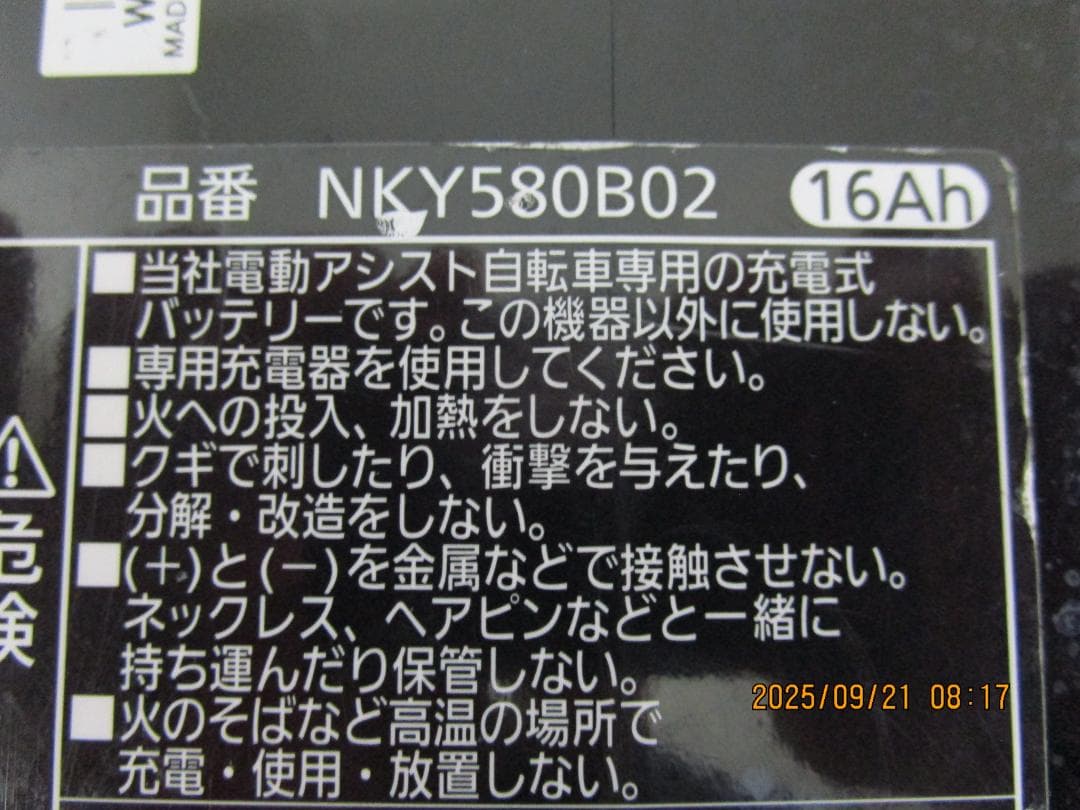 W
MAD
品番 NKY580B02 16Ah
■当社電動アシスト自転車専用の充電式
バッテリーです。この機器以外に使用しない。
■専用充電器を使用してください。
■火への投入、加熱をしない。
■クギで刺したり、衝撃を与えたり、
分解・改造をしない。
■(+)と(-)を金属などで接触させない。
ネックレス、ヘアピンなどと一緒に
持ち運んだり保管しない。
■火のそばなど高温の場所で
充電・使用・放置しない。
危険
2025/09/21 08:17